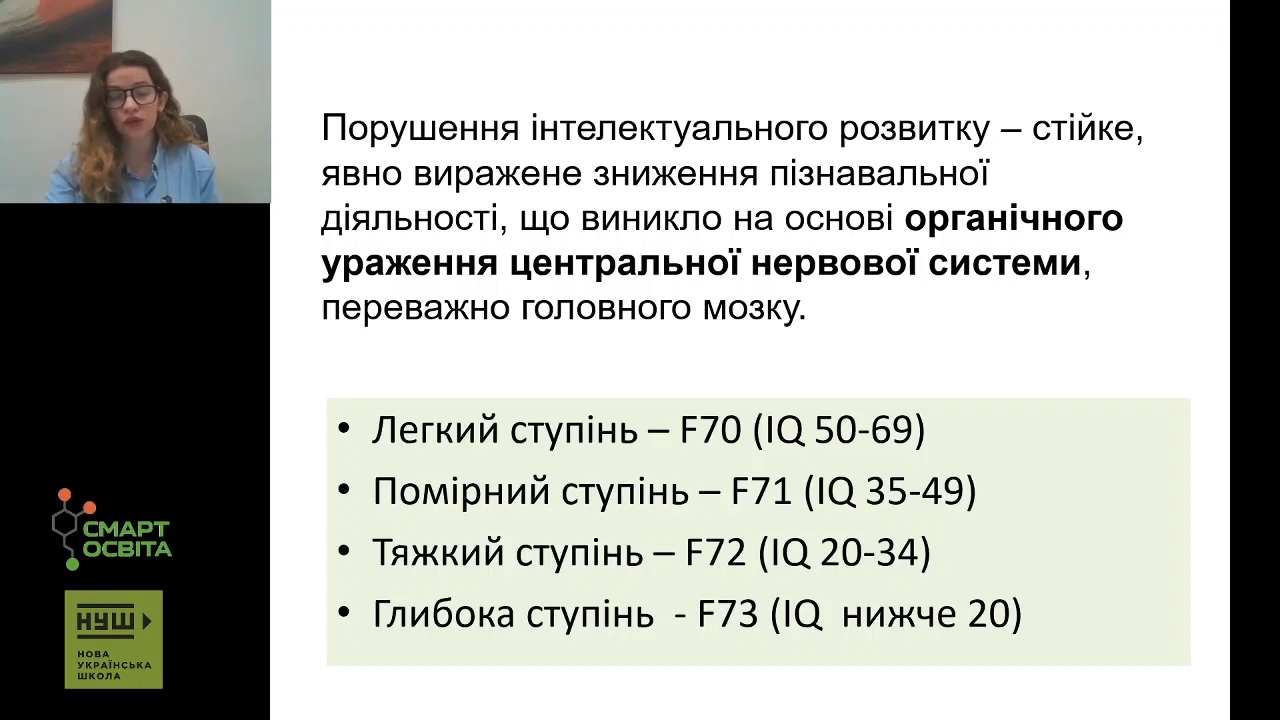 Порушення інтелектуального розвитку – стійке,
явно виражене зниження пізнавальної
діяльності, що виникло на основі органічного
ураження центральної нервової системи,
переважно головного мозку.
• Легкий ступінь – F70 (IQ 50-69)
• Помірний ступінь – F71 (IQ 35-49)
• Тяжкий ступінь – F72 (IQ 20-34)
• Глибока ступінь - F73 (IQ нижче 20)
СМАРТ
ОСВІТА
НУШ
НОВА
УКРАЇНСЬКА
ШКОЛА